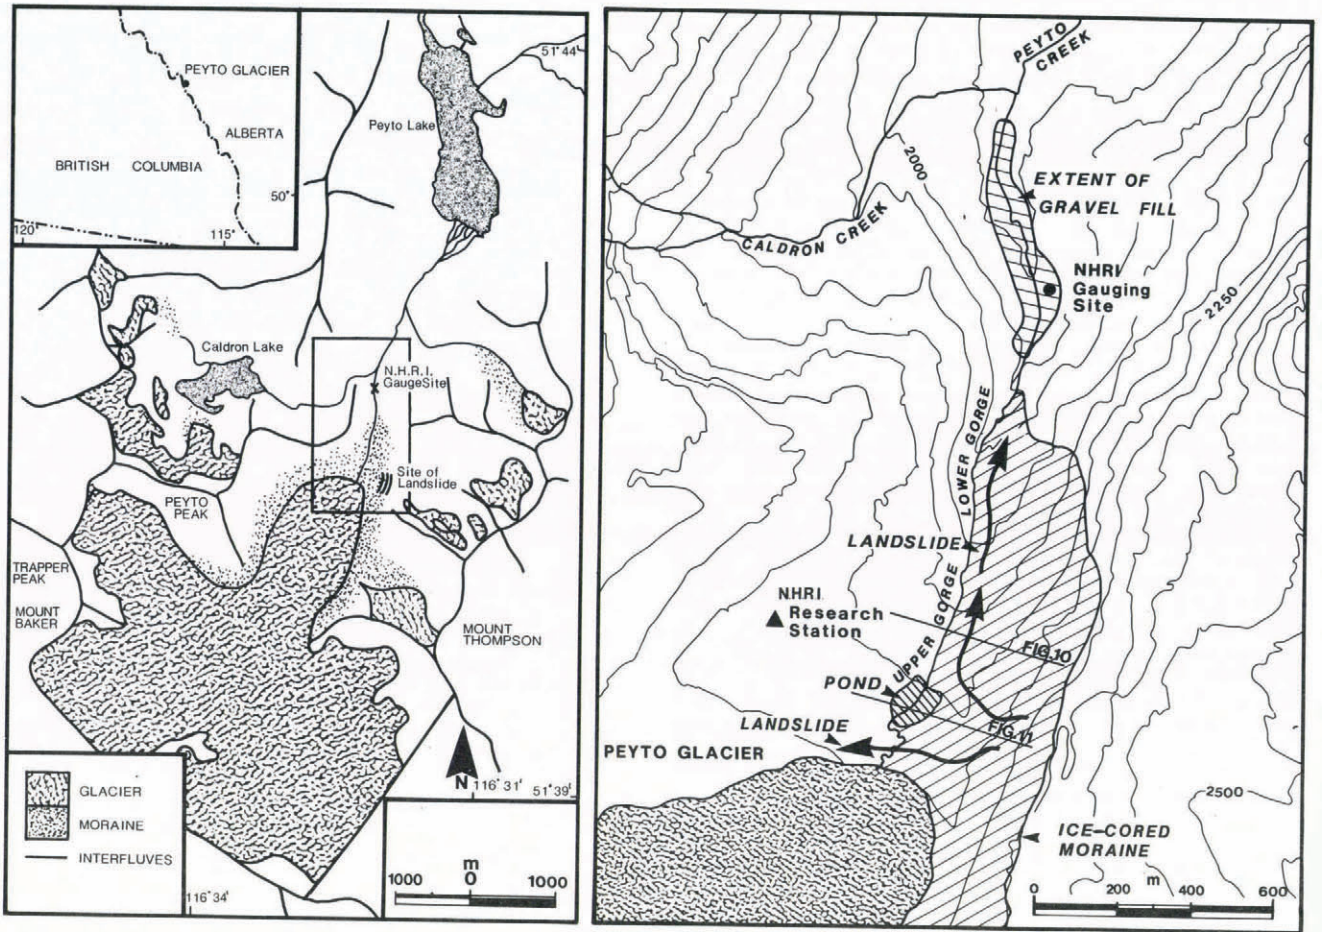 PEYTO GLACIER
ALBERTA
BRITISH COLUMBIA
50°
120°
115°
51°44'
Peyto Lake
Caldron Lake
N.H.R.I.
GaugeSite
Site of
Landslide
PEYTO
PEAK
TRAPPER
PEAK
MOUNT
BAKER
MOUNT
THOMPSON
N
116°31
51°39
GLACIER
MORAINE
INTERFLUVES
116°34'
m
1000 0 1000
PEYTO
CREEK
2000
EXTENT OF
GRAVEL FILL
CALDRON CREEK
NHRI
Gauging
Site
2250
LOWER GORGE
LANDSLIDE
NHRI
Research
Station
UPPER GORGE
FIG.10
POND
FIG.11
LANDSLIDE
PEYTO GLACIER
2500
ICE-CORED
MORAINE
0 200 m 400 600